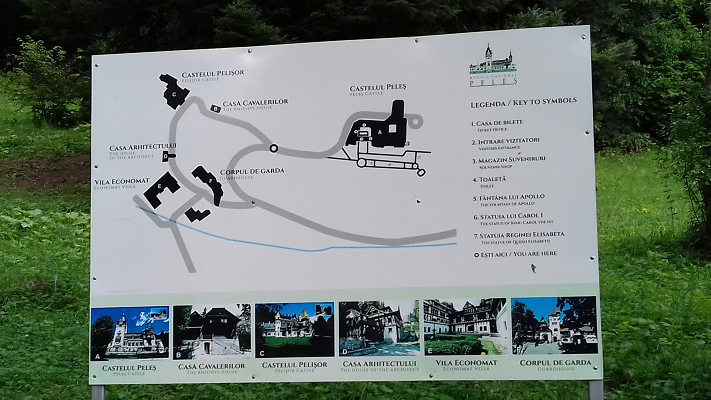 Castelul Pelișor
Pelișor Castle
C
Casa Cavalerilor
The Knights House
B
Castelul Peleș
Peleș Castle
A
Casa Arhitectului
The House
of the Architect
D
Vila Economat
Economat Villa
E
Corpul de Garda
Guardhouse
F
Muzeul Național
Peleș
Legenda / Key to symbols
1. Casa de bilete
Ticket Office
2. Intrare vizitatori
Visitors Entrance
3. Magazin Suveniruri
Souvenir Shop
4. Toaletă
Toilet
5. Fântâna lui Apollo
The Fountain of Apollo
6. Statuia lui Carol I
The Statue of King Carol the Ist
7. Statuia Reginei Elisabeta
The Statue of Queen Elisabeth
Ești aici / You are here
A
Castelul Peleș
Peleș Castle
B
Casa Cavalerilor
The Knights House
C
Castelul Pelișor
Pelișor Castle
D
Casa Arhitectului
The House of the Architect
E
Vila Economat
Economat Villa
Corpul de Garda
Guardhouse